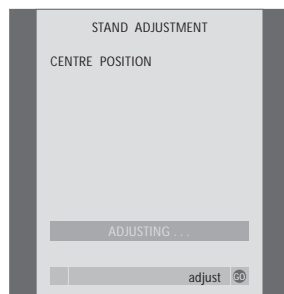 STAND ADJUSTMENT
CENTRE POSITION
ADJUSTING . . .
adjust GO